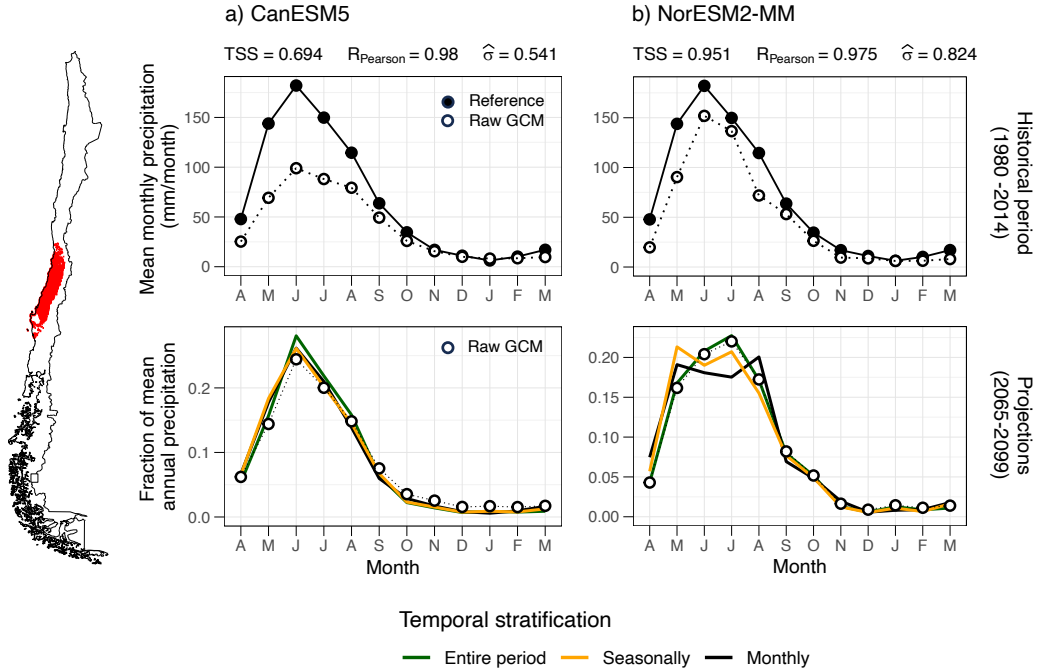 a) CanESM5
b) NorESM2-MM
TSS = 0.694 R_Pearson = 0.98 σ̂ = 0.541
TSS = 0.951 R_Pearson = 0.975 σ̂ = 0.824
Mean monthly precipitation
(mm/month)
150
100
50
0
Reference
Raw GCM
A M J J A S O N D J F M
150
100
50
0
A M J J A S O N D J F M
Historical period
(1980 -2014)
Fraction of mean
annual precipitation
0.2
0.1
0.0
Raw GCM
A M J J A S O N D J F M
Month
0.20
0.15
0.10
0.05
0.00
A M J J A S O N D J F M
Month
Projections
(2065-2099)
Temporal stratification
Entire period Seasonally Monthly